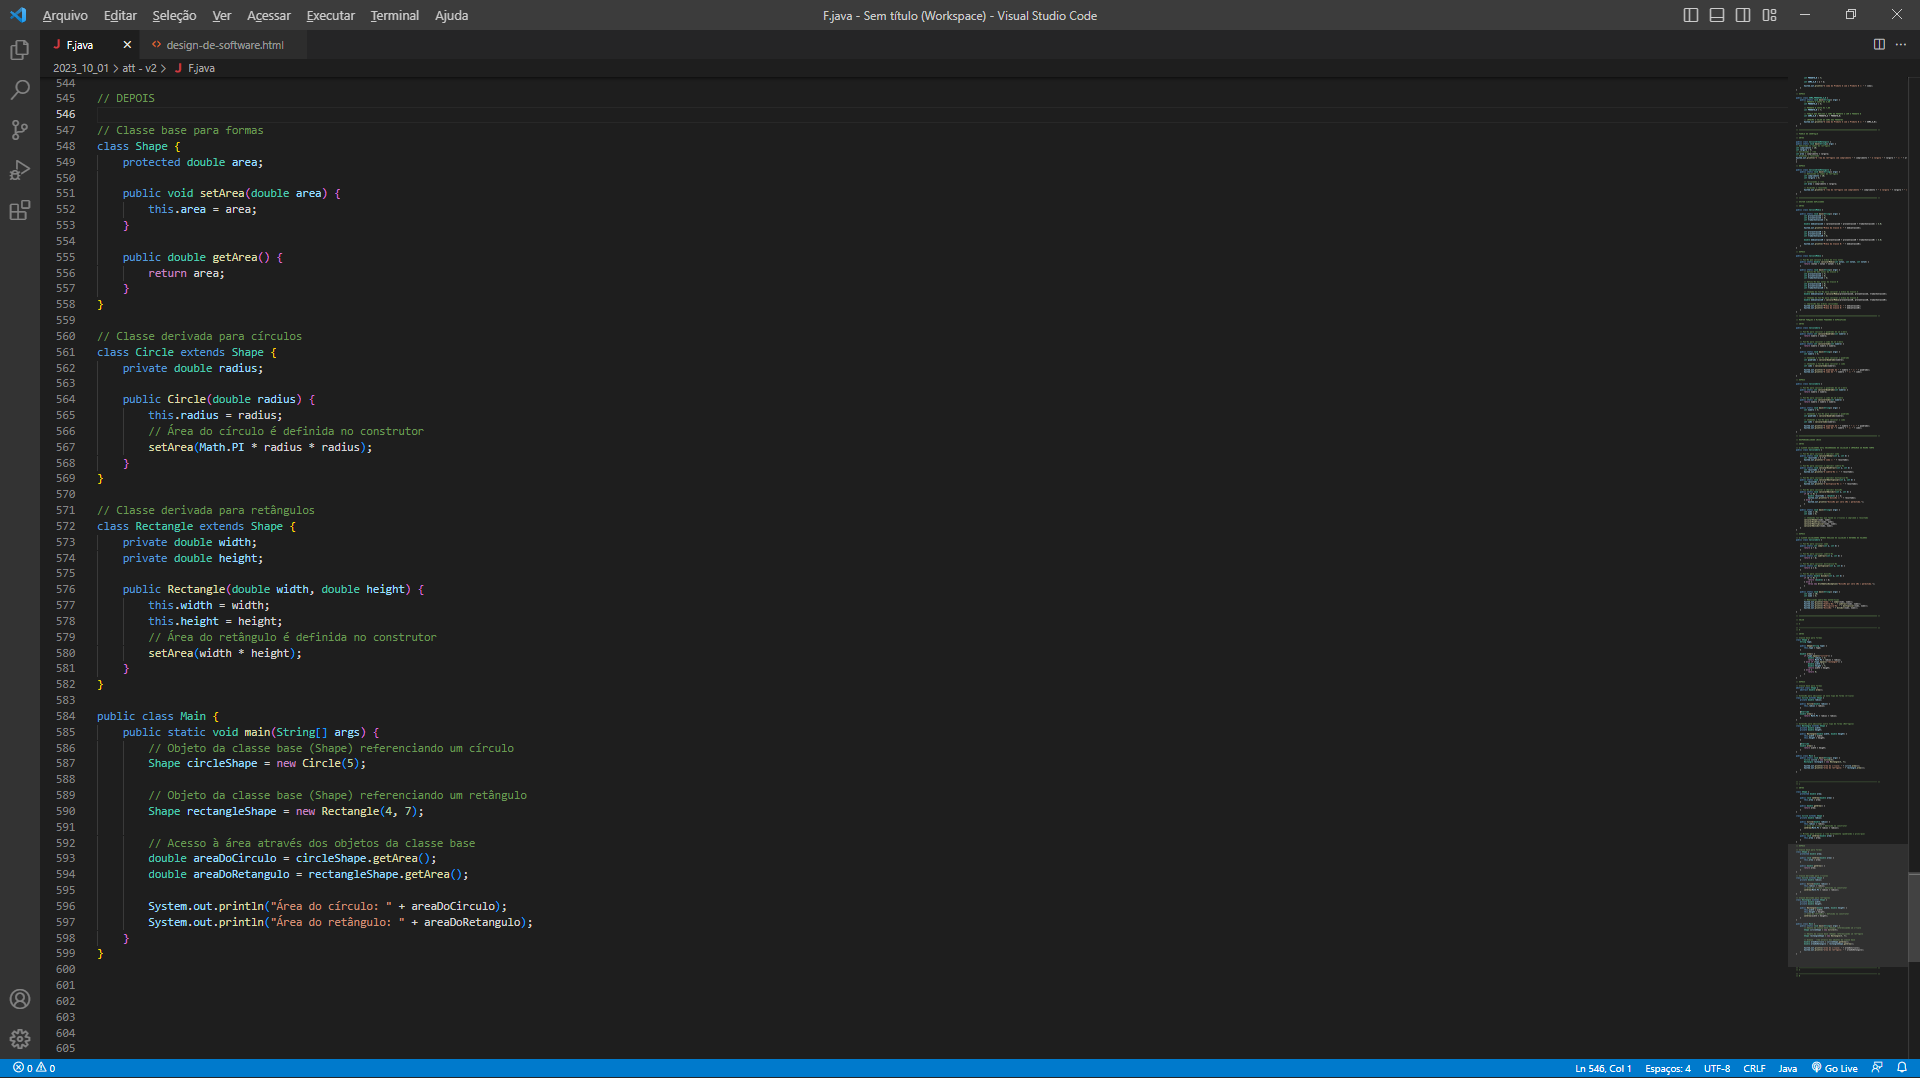 Arquivo Editar Seleção Ver Acessar Executar Terminal Ajuda
F.java - Sem título (Workspace) - Visual Studio Code
J F.java × <> design-de-software.html ...
2023_10_01 > att - v2 > J F.java
544
545 // DEPOIS
546
547 // Classe base para formas
548 class Shape {
549 protected double area;
550
551 public void setArea(double area) {
552 this.area = area;
553 }
554
555 public double getArea() {
556 return area;
557 }
558 }
559
560 // Classe derivada para círculos
561 class Circle extends Shape {
562 private double radius;
563
564 public Circle(double radius) {
565 this.radius = radius;
566 // Área do círculo é definida no construtor
567 setArea(Math.PI * radius * radius);
568 }
569 }
570
571 // Classe derivada para retângulos
572 class Rectangle extends Shape {
573 private double width;
574 private double height;
575
576 public Rectangle(double width, double height) {
577 this.width = width;
578 this.height = height;
579 // Área do retângulo é definida no construtor
580 setArea(width * height);
581 }
582 }
583
584 public class Main {
585 public static void main(String[] args) {
586 // Objeto da classe base (Shape) referenciando um círculo
587 Shape circleShape = new Circle(5);
588
589 // Objeto da classe base (Shape) referenciando um retângulo
590 Shape rectangleShape = new Rectangle(4, 7);
591
592 // Acesso à área através dos objetos da classe base
593 double areaDoCirculo = circleShape.getArea();
594 double areaDoRetangulo = rectangleShape.getArea();
595
596 System.out.println("Área do círculo: " + areaDoCirculo);
597 System.out.println("Área do retângulo: " + areaDoRetangulo);
598 }
599 }
600
601
602
603
604
605
0 0 Ln 546, Col 1 Espaços: 4 UTF-8 CRLF Java Go Live